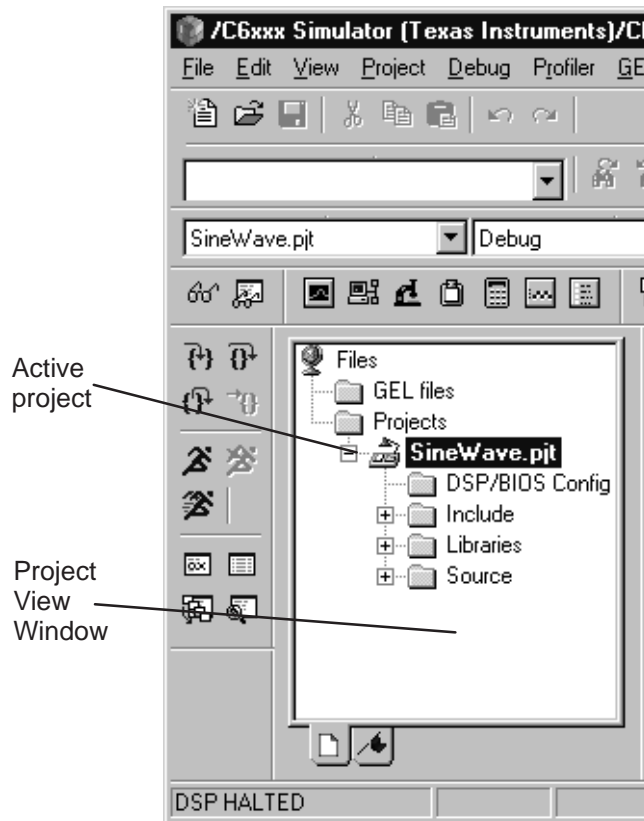 /C6xxx Simulator (Texas Instruments)/C
File Edit View Project Debug Profiler GE
SineWave.pjt Debug
Files
GEL files
Projects
SineWave.pjt
DSP/BIOS Config
Include
Libraries
Source
Active
project
Project
View
Window
DSP HALTED